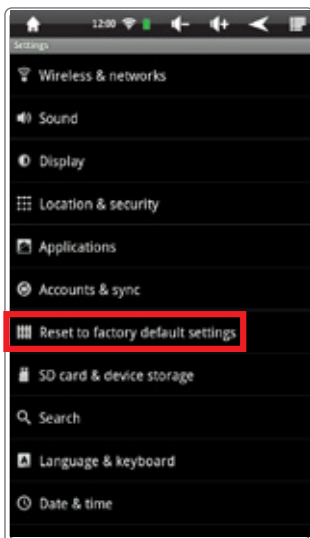 12:00
Settings
Wireless & networks
Sound
Display
Location & security
Applications
Accounts & sync
Reset to factory default settings
SD card & device storage
Search
Language & keyboard
Date & time